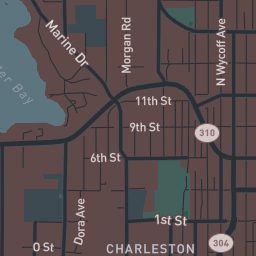 Marine Dr
Morgan Rd
N Wycoff Ave
Bay
11th St
9th St
310
6th St
Dora Ave
1st St
O St
CHARLESTON
304